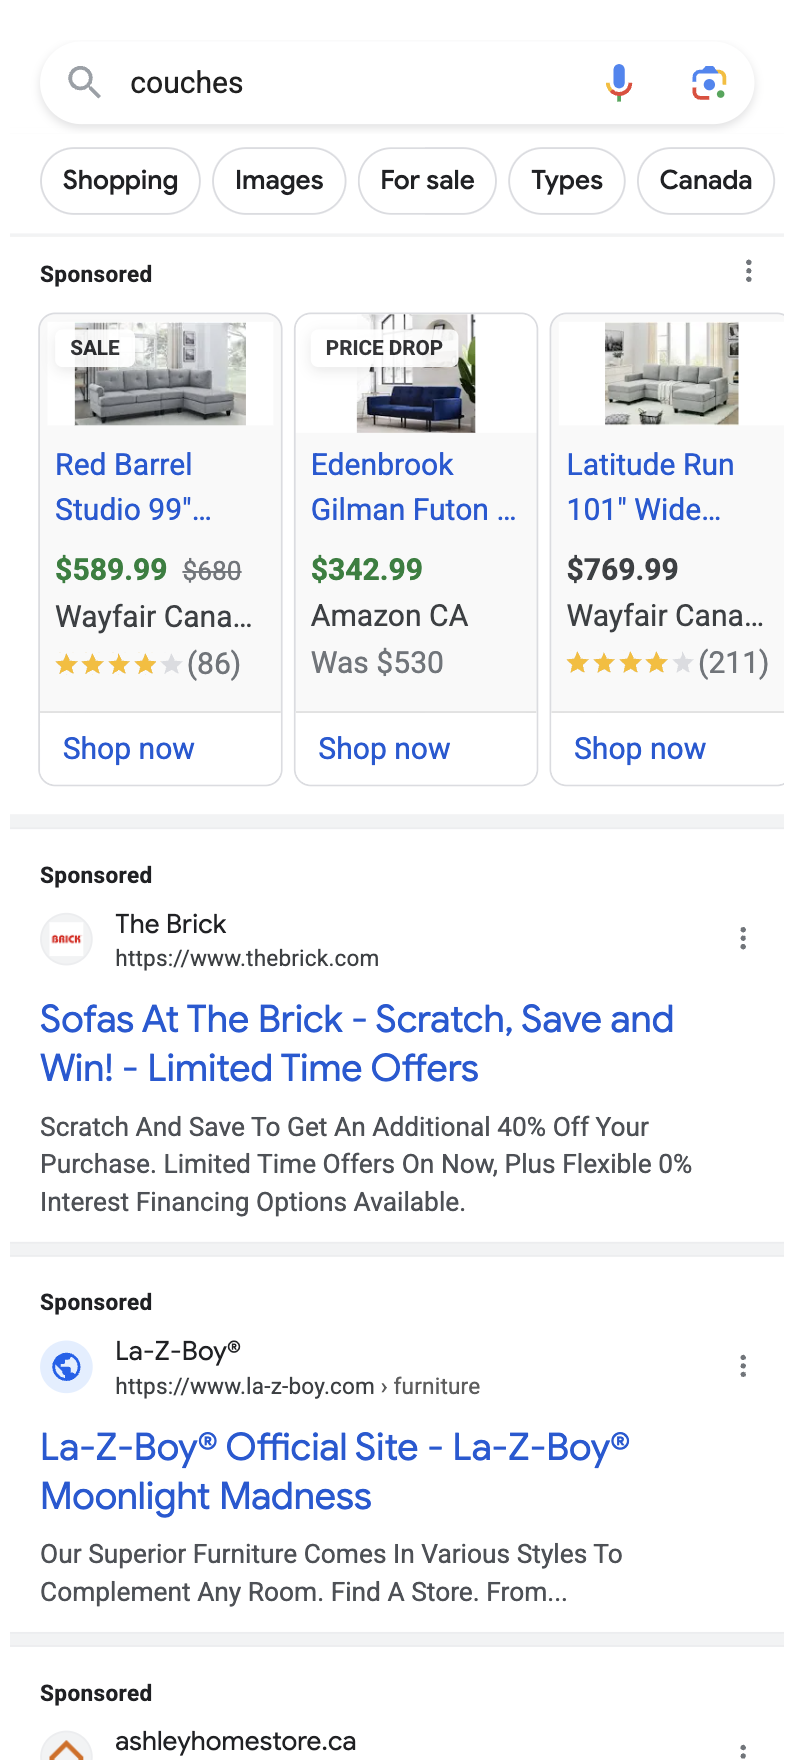 couches
Shopping
Images
For sale
Types
Canada
Sponsored
SALE
Red Barrel
Studio 99"...
$589.99 $680
Wayfair Cana...
(86)
Shop now
PRICE DROP
Edenbrook
Gilman Futon ...
$342.99
Amazon CA
Was $530
Shop now
Latitude Run
101" Wide...
$769.99
Wayfair Cana...
(211)
Shop now
Sponsored
BRICK
The Brick
https://www.thebrick.com
Sofas At The Brick - Scratch, Save and
Win! - Limited Time Offers
Scratch And Save To Get An Additional 40% Off Your
Purchase. Limited Time Offers On Now, Plus Flexible 0%
Interest Financing Options Available.
Sponsored
La-Z-Boy®
https://www.la-z-boy.com › furniture
La-Z-Boy® Official Site - La-Z-Boy®
Moonlight Madness
Our Superior Furniture Comes In Various Styles To
Complement Any Room. Find A Store. From...
Sponsored
ashleyhomestore.ca